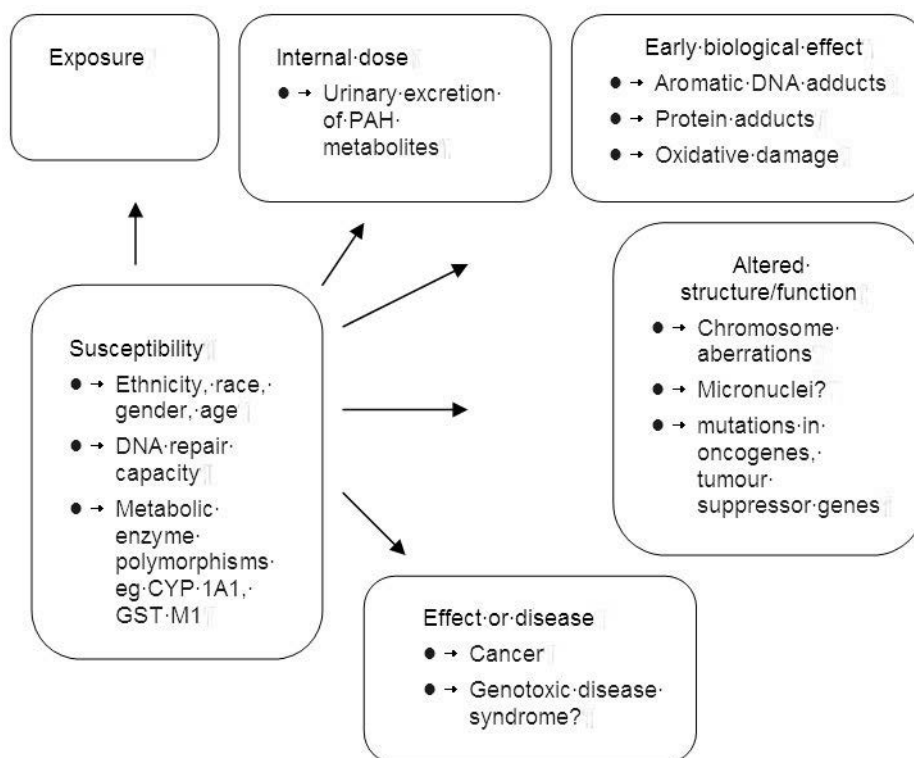 Exposure
Internal dose
● → Urinary excretion
of PAH
metabolites
Early biological effect
● → Aromatic DNA adducts
● → Protein adducts
● → Oxidative damage
Altered
structure/function
● → Chromosome
aberrations
● → Micronuclei?
● → mutations in
oncogenes,
tumour
suppressor genes
Susceptibility
● → Ethnicity, race,
gender, age
● → DNA repair
capacity
● → Metabolic
enzyme
polymorphisms
eg CYP 1A1,
GST M1
Effect or disease
● → Cancer
● → Genotoxic disease
syndrome?